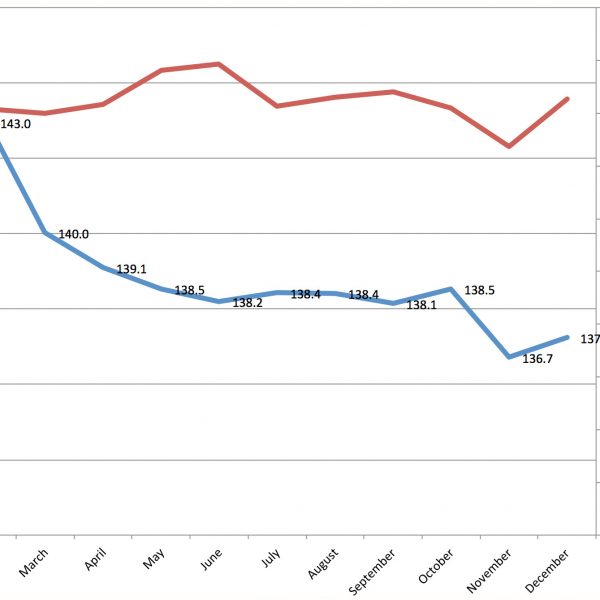 143.0
140.0
139.1
138.5
138.2
138.4
138.4
138.1
138.5
136.7
137
March
April
May
June
July
August
September
October
November
December